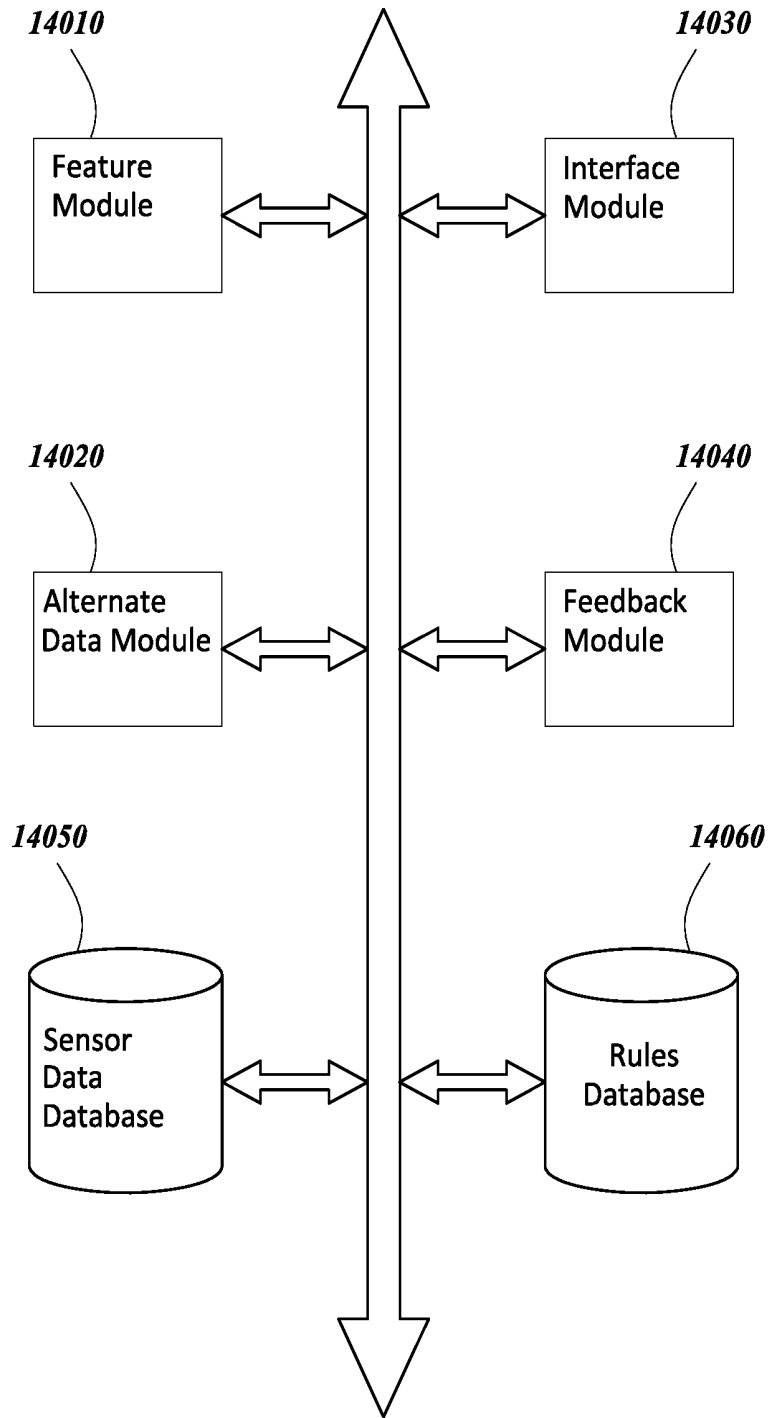 14010
Feature
Module
14030
Interface
Module
14020
Alternate
Data Module
14040
Feedback
Module
14050
Sensor
Data
Database
14060
Rules
Database